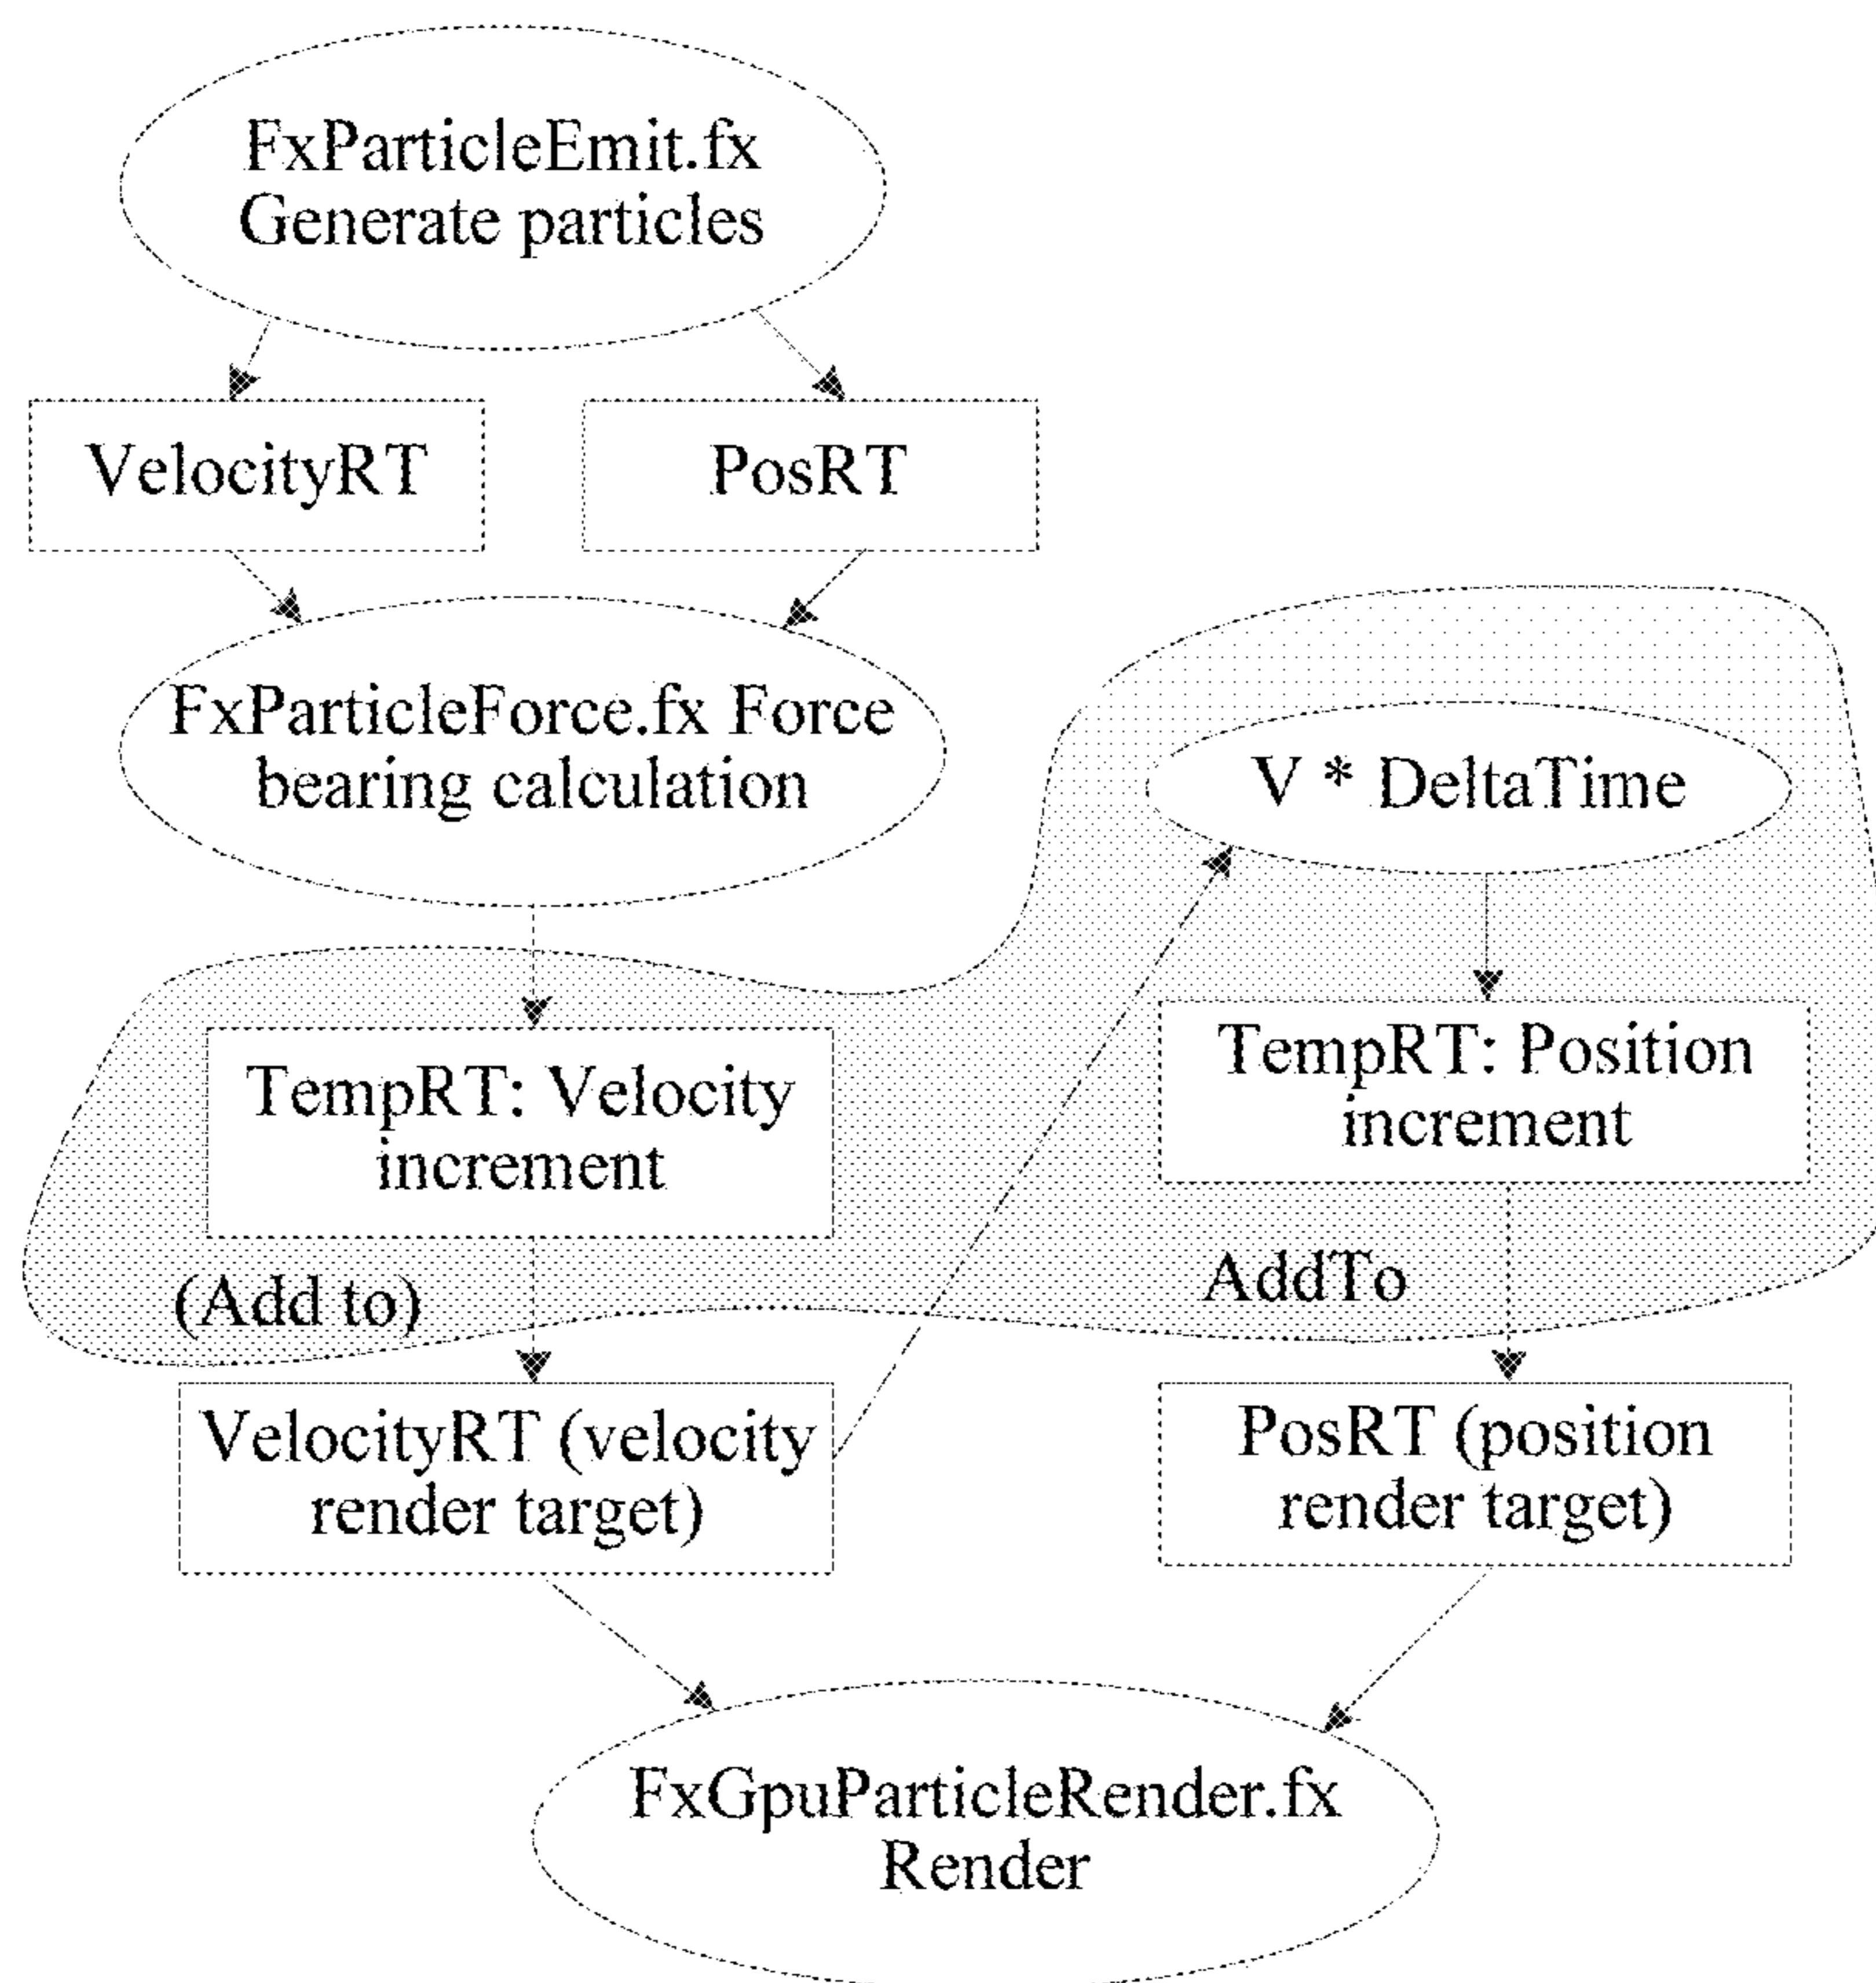 FxParticleEmit.fx
Generate particles
VelocityRT
PosRT
FxParticleForce.fx Force
bearing calculation
V * DeltaTime
TempRT: Velocity
increment
TempRT: Position
increment
(Add to)
AddTo
VelocityRT (velocity
render target)
PosRT (position
render target)
FxGpuParticleRender.fx
Render